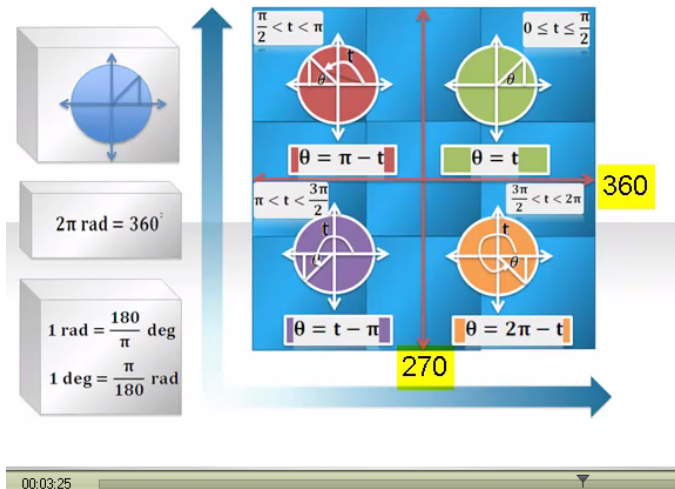 π/2 < t < π
0 ≤ t ≤ π/2
t
θ
θ
θ = π − t
θ = t
360
π < t < 3π/2
3π/2 < t < 2π
t
θ
t
θ
θ = t − π
θ = 2π − t
270
2π rad = 360°
1 rad = 180/π deg
1 deg = π/180 rad
00:03:25